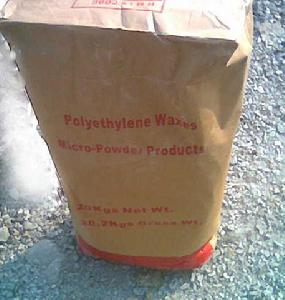 Polyethylene Waxes
Micro-Powder Products
20Kgs Net Wt.
20.2Kgs Gross Wt.